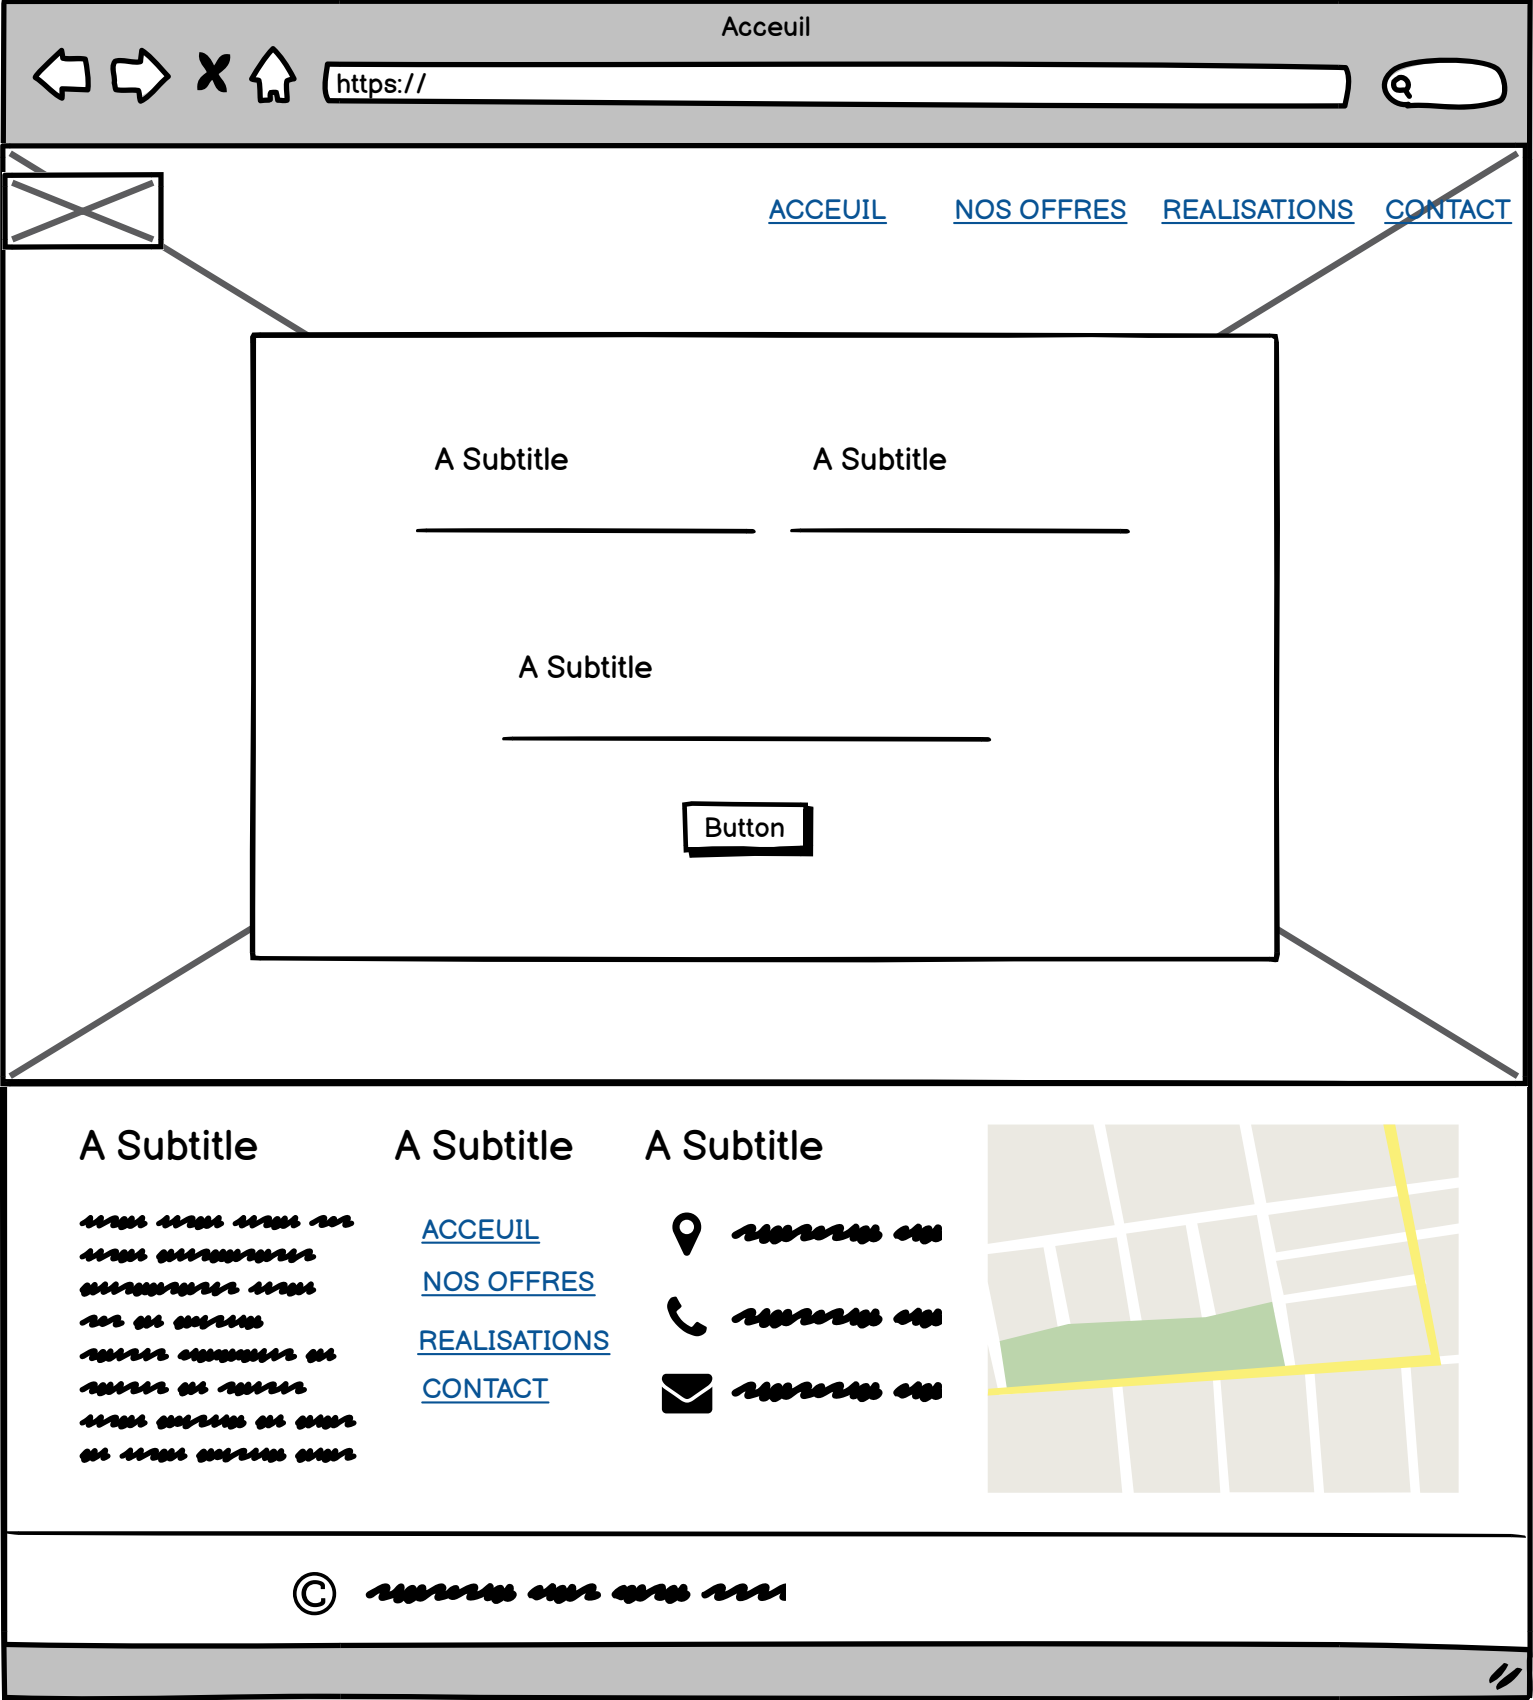 Acceuil
https://
ACCEUIL NOS OFFRES REALISATIONS CONTACT
A Subtitle A Subtitle
A Subtitle
Button
A Subtitle A Subtitle A Subtitle
ACCEUIL
NOS OFFRES
REALISATIONS
CONTACT
©